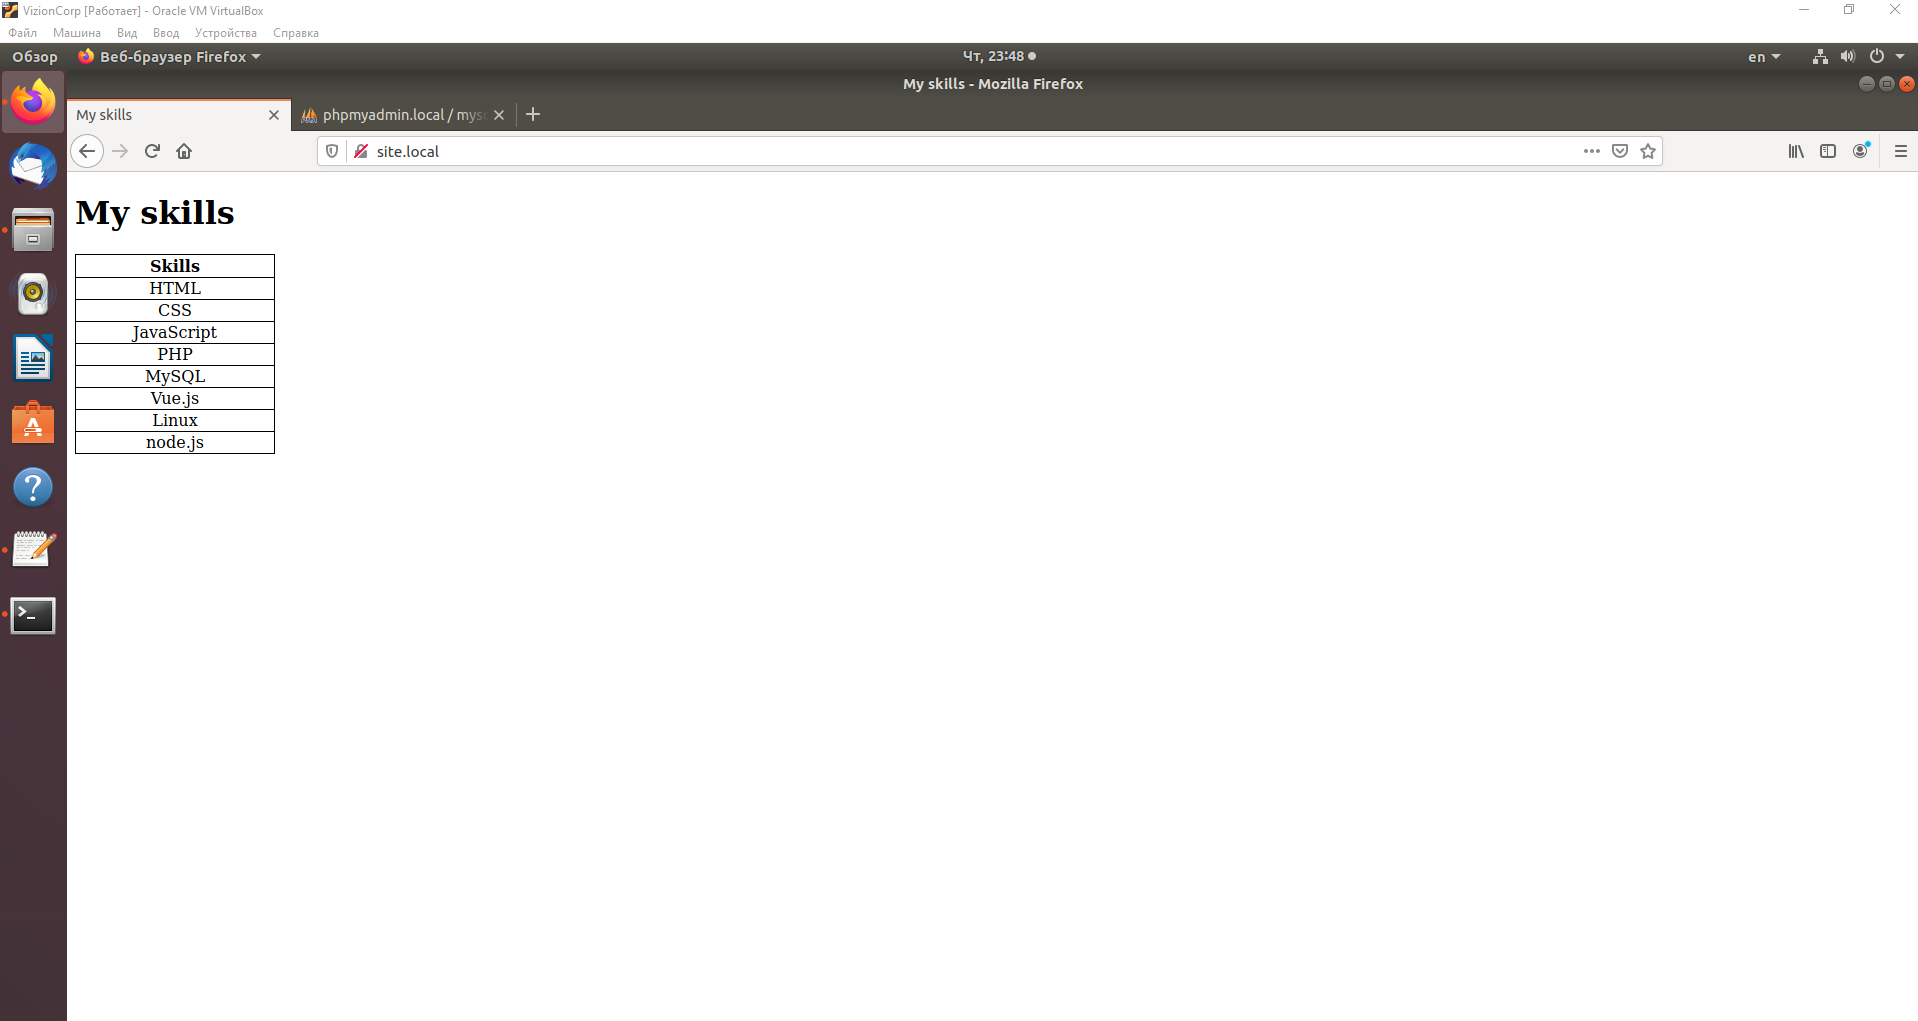 VizionCorp [Работает] - Oracle VM VirtualBox
Файл Машина Вид Ввод Устройства Справка
Обзор Веб-браузер Firefox Чт, 23:48 en
My skills - Mozilla Firefox
My skills phpmyadmin.local / mys
site.local
My skills
Skills
HTML
CSS
JavaScript
PHP
MySQL
Vue.js
Linux
node.js